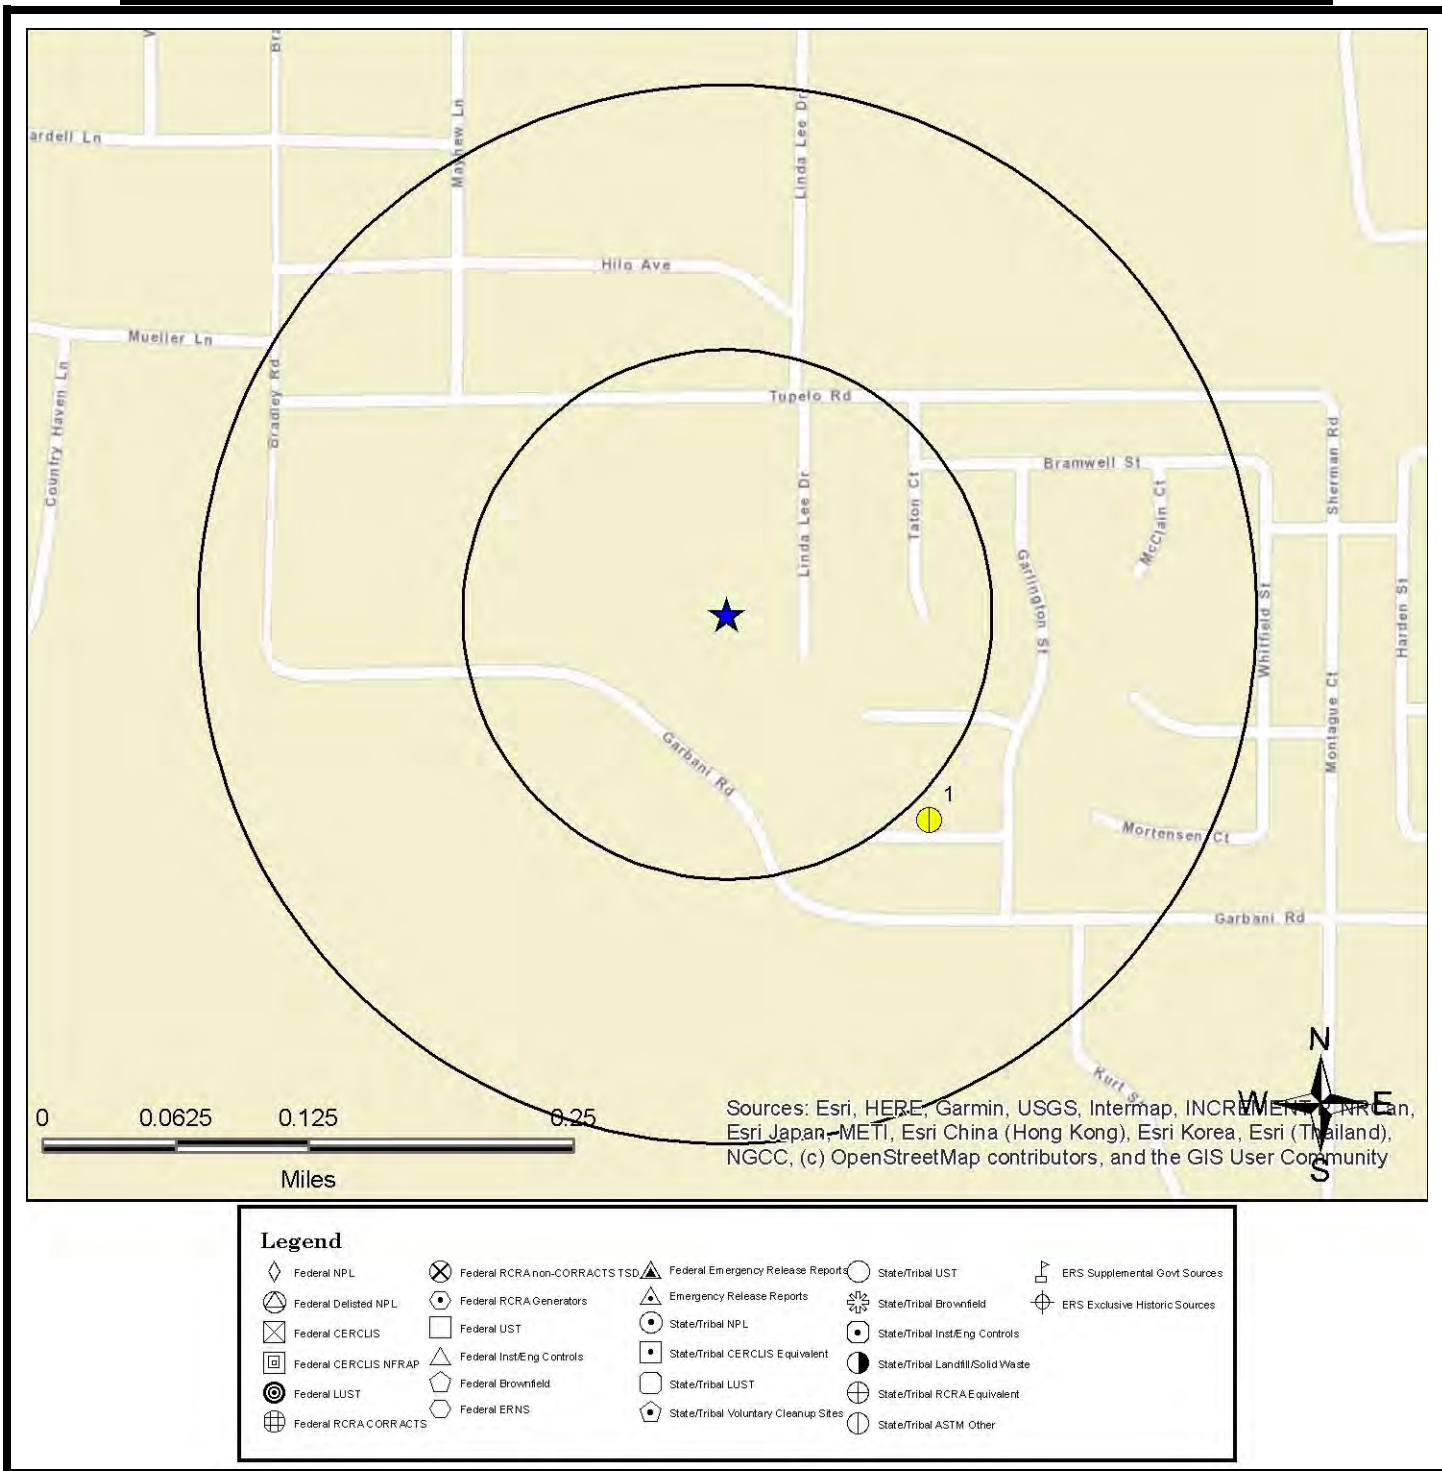 Bra
ardell Ln
Mayhew Ln
Linda Lee Dr
Hilo Ave
Mueller Ln
Country Haven Ln
Bradley Rd
Tupelo Rd
Linda Lee Dr
Taton Ct
Bramwell St
McClain Ct
Sherman Rd
Garlington St
Whitfield St
Harden St
Montague Ct
Garbani Rd
1
Mortensen Ct
Garbani Rd
Kurt St
N
W E
S
0 0.0625 0.125 0.25
Miles
Sources: Esri, HERE, Garmin, USGS, Intermap, INCREMENT P, NRCan,
Esri Japan, METI, Esri China (Hong Kong), Esri Korea, Esri (Thailand),
NGCC, (c) OpenStreetMap contributors, and the GIS User Community
Legend
Federal NPL
Federal Delisted NPL
Federal CERCLIS
Federal CERCLIS NFRAP
Federal LUST
Federal RCRA CORRACTS
Federal RCRA non-CORRACTS TSD
Federal RCRA Generators
Federal UST
Federal Inst/Eng Controls
Federal Brownfield
Federal ERNS
Federal Emergency Release Reports
Emergency Release Reports
State/Tribal NPL
State/Tribal CERCLIS Equivalent
State/Tribal LUST
State/Tribal Voluntary Cleanup Sites
State/Tribal UST
State/Tribal Brownfield
State/Tribal Inst/Eng Controls
State/Tribal Landfill/Solid Waste
State/Tribal RCRA Equivalent
State/Tribal ASTM Other
ERS Supplemental Govt Sources
ERS Exclusive Historic Sources